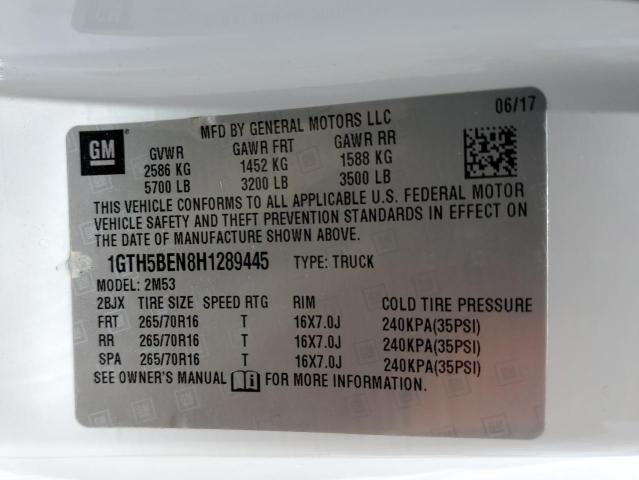 06/17
MFD BY GENERAL MOTORS LLC
GM
GVWR GAWR FRT GAWR RR
2586 KG 1452 KG 1588 KG
5700 LB 3200 LB 3500 LB
THIS VEHICLE CONFORMS TO ALL APPLICABLE U.S. FEDERAL MOTOR
VEHICLE SAFETY AND THEFT PREVENTION STANDARDS IN EFFECT ON
THE DATE OF MANUFACTURE SHOWN ABOVE.
1GTH5BEN8H1289445 TYPE: TRUCK
MODEL: 2M53
2BJX TIRE SIZE SPEED RTG RIM COLD TIRE PRESSURE
FRT 265/70R16 T 16X7.0J 240KPA(35PSI)
RR 265/70R16 T 16X7.0J 240KPA(35PSI)
SPA 265/70R16 T 16X7.0J 240KPA(35PSI)
SEE OWNER'S MANUAL FOR MORE INFORMATION.